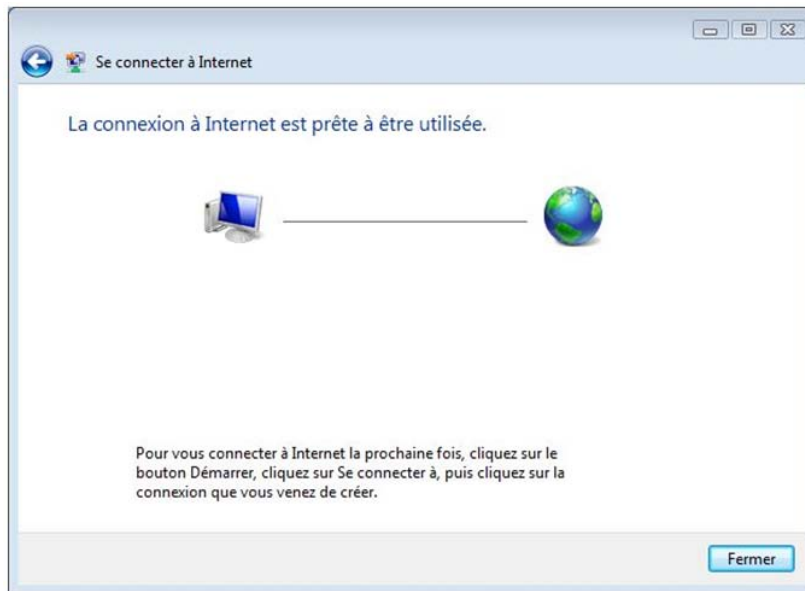 Se connecter à Internet
La connexion à Internet est prête à être utilisée.
Pour vous connecter à Internet la prochaine fois, cliquez sur le
bouton Démarrer, cliquez sur Se connecter à, puis cliquez sur la
connexion que vous venez de créer.
Fermer